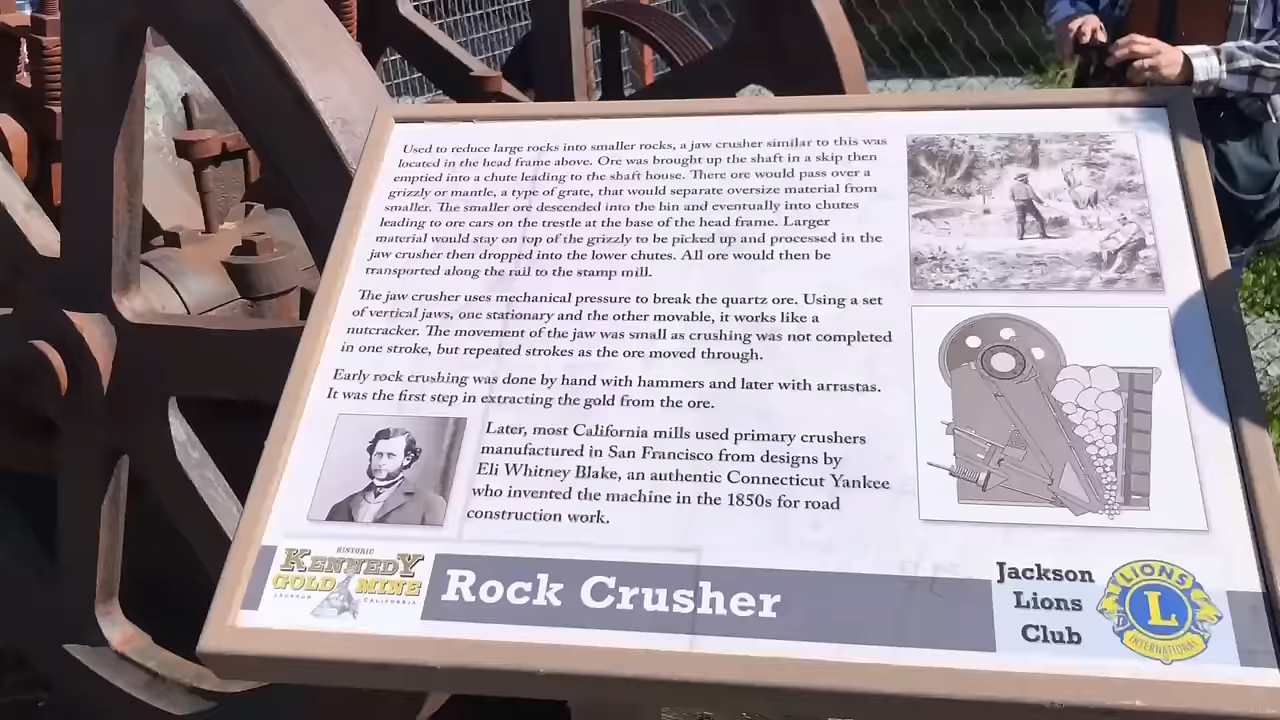 Used to reduce large rocks into smaller rocks, a jaw crusher similar to this was
located in the head frame above. Ore was brought up the shaft in a skip then
emptied into a chute leading to the shaft house. There ore would pass over a
grizzly or mantle, a type of grate, that would separate oversize material from
smaller. The smaller ore descended into the bin and eventually into chutes
leading to ore cars on the trestle at the base of the head frame. Larger
material would stay on top of the grizzly to be picked up and processed in the
jaw crusher then dropped into the lower chutes. All ore would then be
transported along the rail to the stamp mill.
The jaw crusher uses mechanical pressure to break the quartz ore. Using a set
of vertical jaws, one stationary and the other movable, it works like a
nutcracker. The movement of the jaw was small as crushing was not completed
in one stroke, but repeated strokes as the ore moved through.
Early rock crushing was done by hand with hammers and later with arrastas.
It was the first step in extracting the gold from the ore.
Later, most California mills used primary crushers
manufactured in San Francisco from designs by
Eli Whitney Blake, an authentic Connecticut Yankee
who invented the machine in the 1850s for road
construction work.
HISTORIC
KENNEDY
GOLD MINE
JACKSON CALIFORNIA
Rock Crusher
Jackson
Lions
Club
LIONS
L
INTERNATIONAL